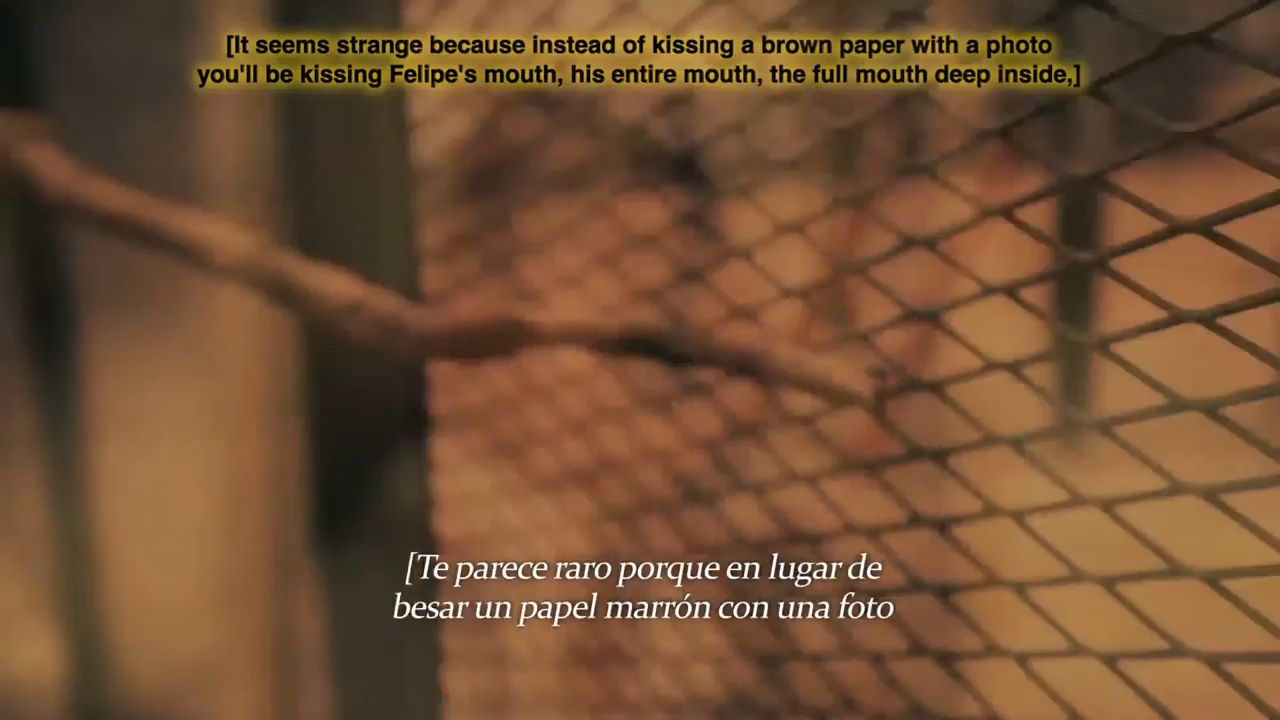 [It seems strange because instead of kissing a brown paper with a photo
you'll be kissing Felipe's mouth, his entire mouth, the full mouth deep inside,]
[Te parece raro porque en lugar de
besar un papel marrón con una foto